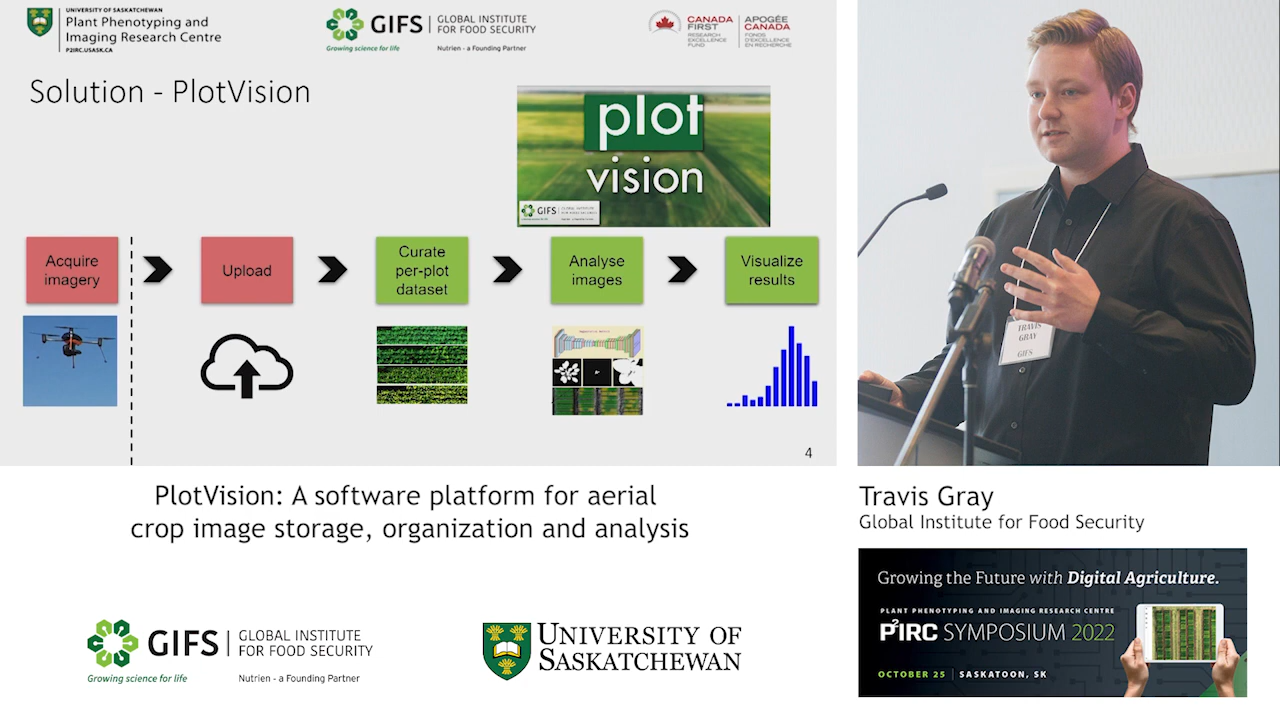 UNIVERSITY OF SASKATCHEWAN
Plant Phenotyping and
Imaging Research Centre
P2IRC.USASK.CA
GIFS
GLOBAL INSTITUTE
FOR FOOD SECURITY
Growing science for life
Nutrien - a Founding Partner
CANADA
FIRST
RESEARCH
EXCELLENCE
FUND
APOGÉE
CANADA
FONDS
D'EXCELLENCE
EN RECHERCHE
Solution - PlotVision
plot
vision
GIFS
Acquire
imagery
Upload
Curate
per-plot
dataset
Analyse
images
Visualize
results
4
TRAVIS
GRAY
GIFS
PlotVision: A software platform for aerial
crop image storage, organization and analysis
Travis Gray
Global Institute for Food Security
GIFS
GLOBAL INSTITUTE
FOR FOOD SECURITY
Growing science for life
Nutrien - a Founding Partner
UNIVERSITY OF
SASKATCHEWAN
Growing the Future with Digital Agriculture.
PLANT PHENOTYPING AND IMAGING RESEARCH CENTRE
P²IRC SYMPOSIUM 2022
OCTOBER 25 | SASKATOON, SK